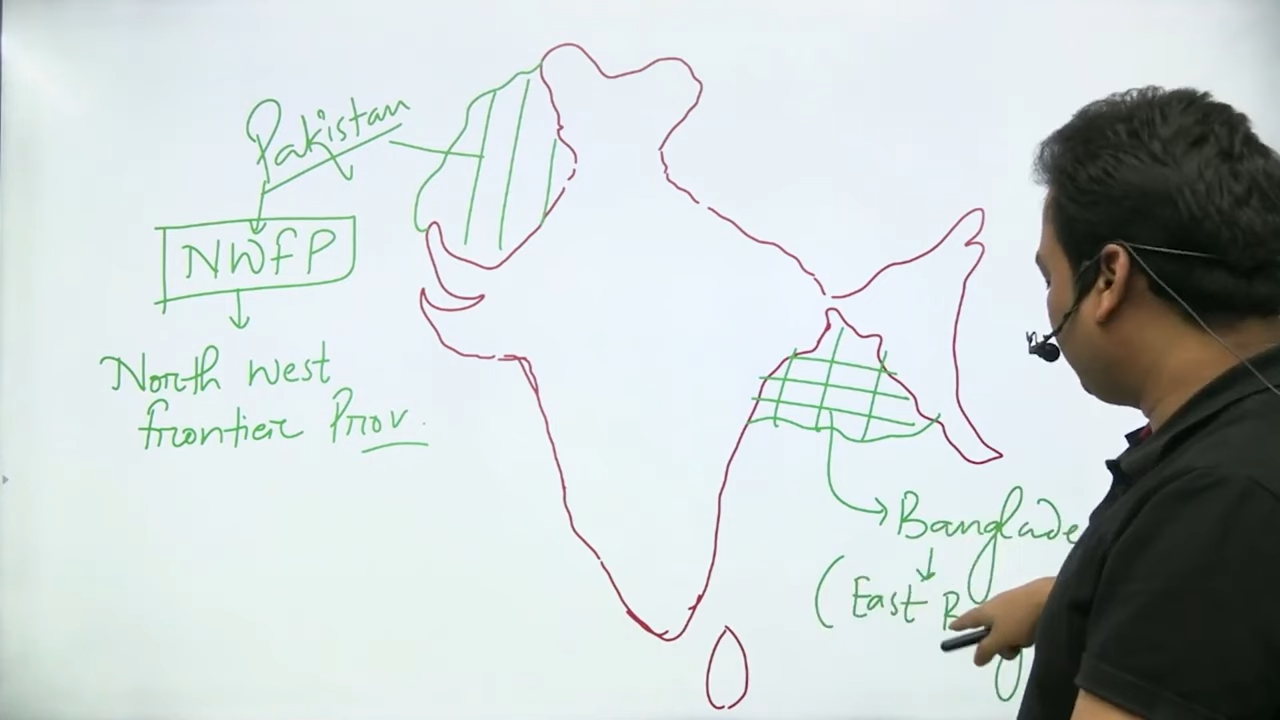 Pakistan
NWFP
North West
frontier Prov.
Banglade
(East B